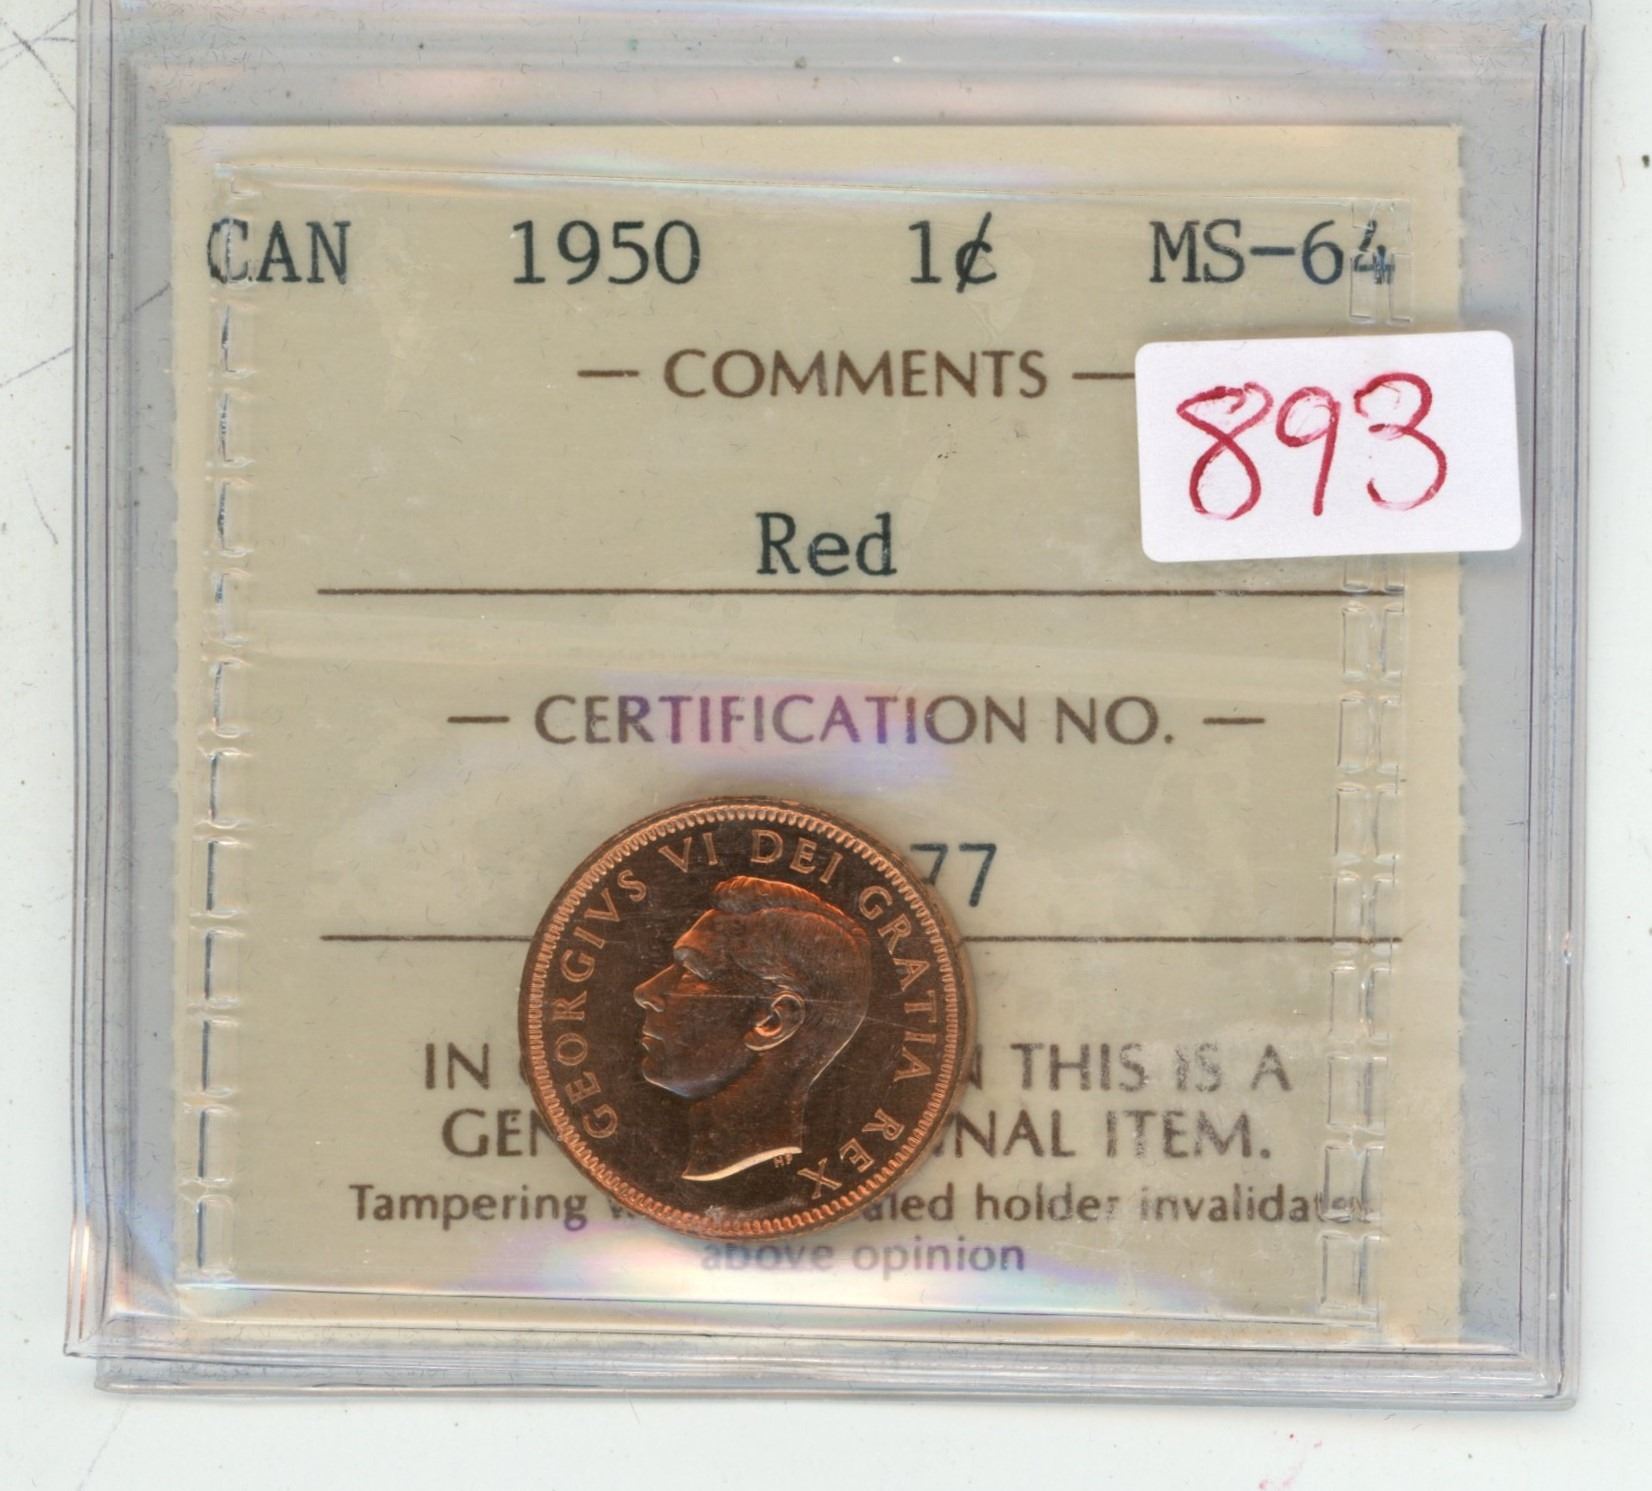 CAN 1950 1¢ MS-64
— COMMENTS —
893
Red
— CERTIFICATION NO. —
77
GEORGIVS VI DEI GRATIA REX
HP
IN THIS IS A
GEN NAL ITEM.
Tampering aled holder invalidates
above opinion